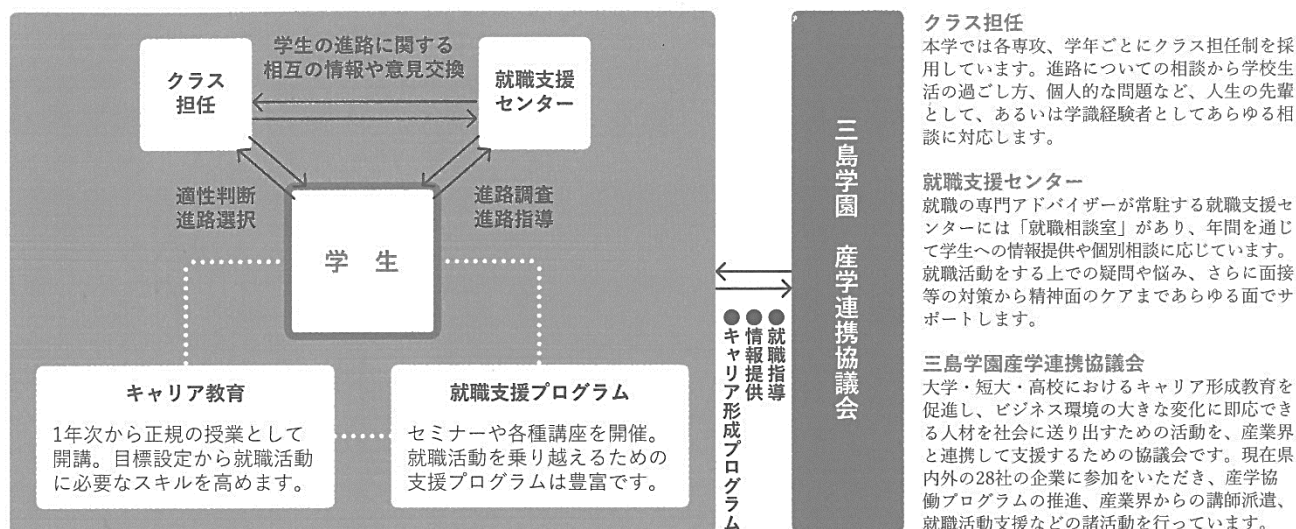 学生の進路に関する
相互の情報や意見交換
クラス
担任
就職支援
センター
適性判断
進路選択
進路調査
進路指導
学 生
キャリア教育
1年次から正規の授業として
開講。目標設定から就職活動
に必要なスキルを高めます。
就職支援プログラム
セミナーや各種講座を開催。
就職活動を乗り越えるための
支援プログラムは豊富です。
●就職指導
●情報提供
●キャリア形成プログラム
三島学園 産学連携協議会
クラス担任
本学では各専攻、学年ごとにクラス担任制を採
用しています。進路についての相談から学校生
活の過ごし方、個人的な問題など、人生の先輩
として、あるいは学識経験者としてあらゆる相
談に対応します。
就職支援センター
就職の専門アドバイザーが常駐する就職支援セ
ンターには「就職相談室」があり、年間を通じ
て学生への情報提供や個別相談に応じています。
就職活動をする上での疑問や悩み、さらに面接
等の対策から精神面のケアまであらゆる面でサ
ポートします。
三島学園産学連携協議会
大学・短大・高校におけるキャリア形成教育を
促進し、ビジネス環境の大きな変化に即応でき
る人材を社会に送り出すための活動を、産業界
と連携して支援するための協議会です。現在県
内外の28社の企業に参加をいただき、産学協
働プログラムの推進、産業界からの講師派遣、
就職活動支援などの諸活動を行っています。